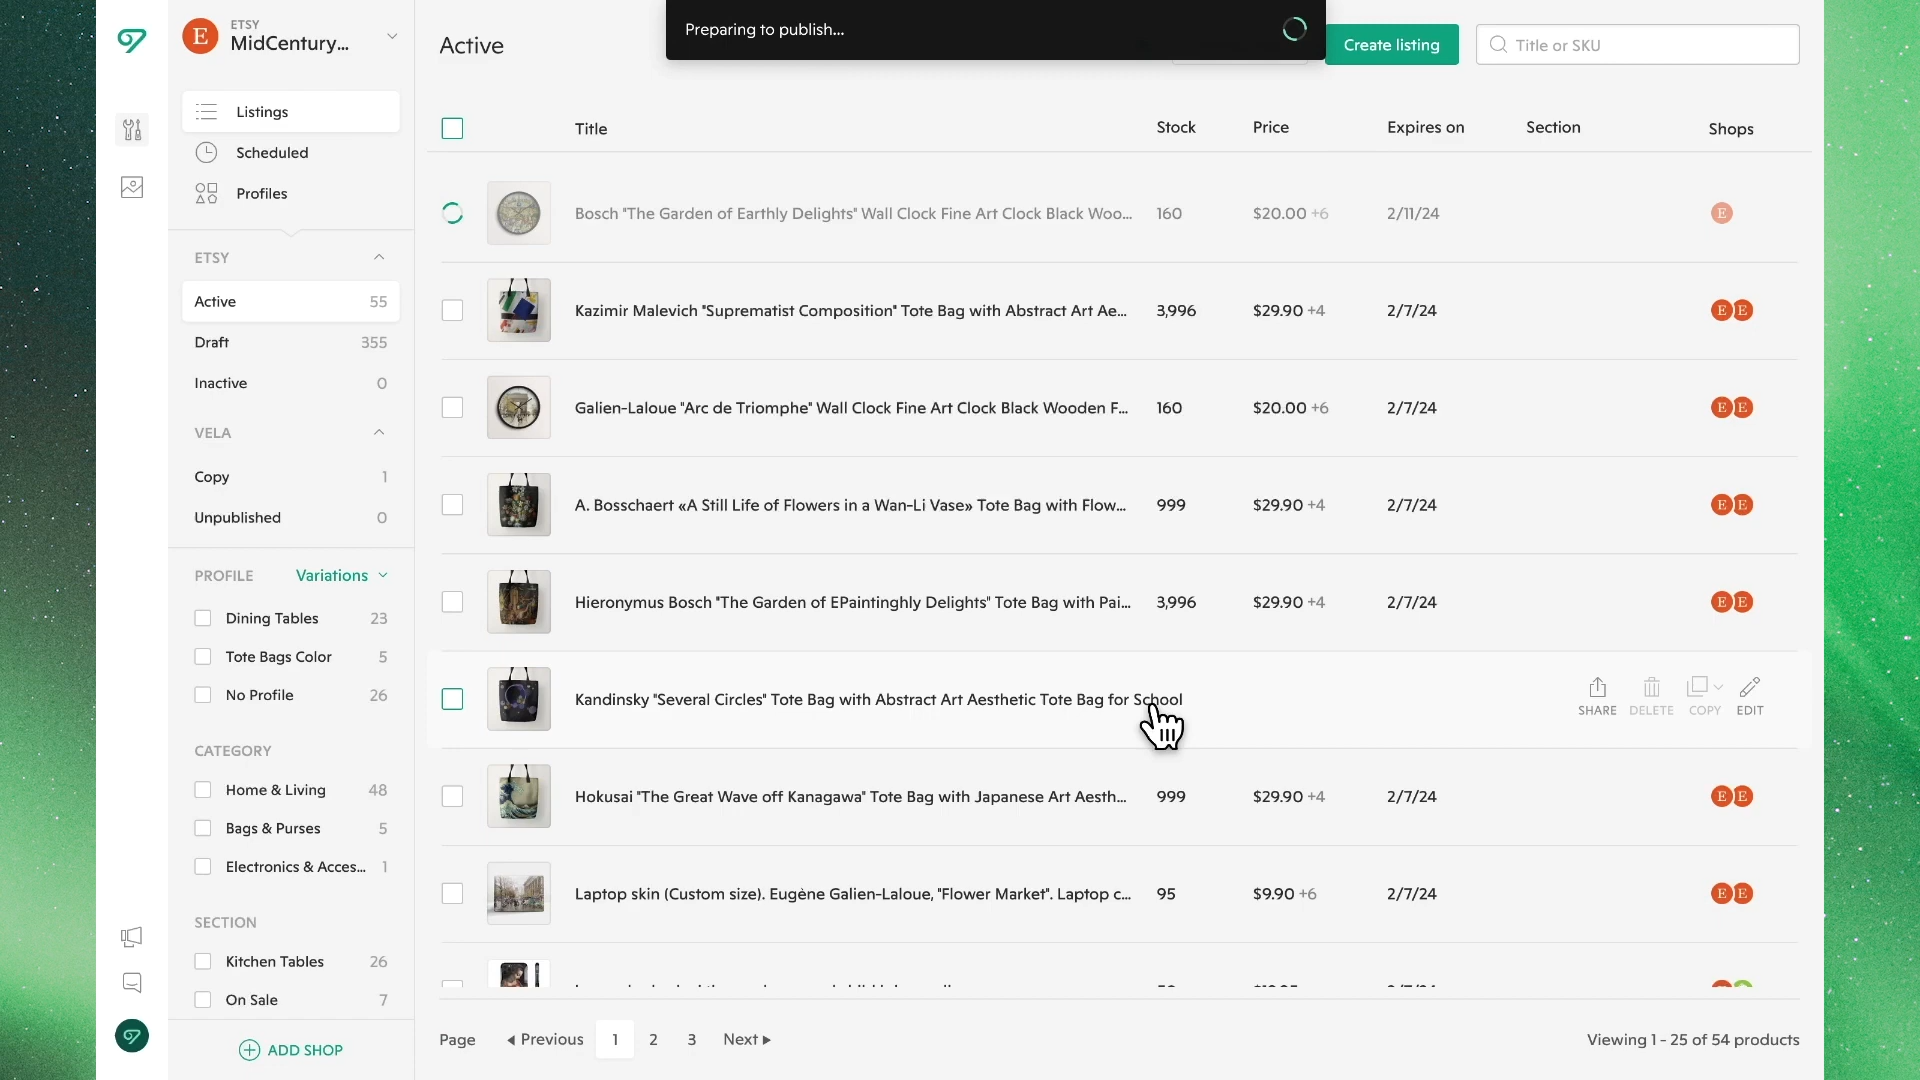 Preparing to publish...
ETSY
MidCentury...
Active
Create listing
Title or SKU
Listings
Scheduled
Profiles
ETSY
Active 55
Draft 355
Inactive 0
VELA
Copy 1
Unpublished 0
PROFILE Variations
Dining Tables 23
Tote Bags Color 5
No Profile 26
CATEGORY
Home & Living 48
Bags & Purses 5
Electronics & Acces... 1
SECTION
Kitchen Tables 26
On Sale 7
ADD SHOP
Title Stock Price Expires on Section Shops
Bosch "The Garden of Earthly Delights" Wall Clock Fine Art Clock Black Woo... 160 $20.00 +6 2/11/24 E
Kazimir Malevich "Suprematist Composition" Tote Bag with Abstract Art Ae... 3,996 $29.90 +4 2/7/24 E E
Galien-Laloue "Arc de Triomphe" Wall Clock Fine Art Clock Black Wooden F... 160 $20.00 +6 2/7/24 E E
A. Bosschaert «A Still Life of Flowers in a Wan-Li Vase» Tote Bag with Flow... 999 $29.90 +4 2/7/24 E E
Hieronymus Bosch "The Garden of EPaintinghly Delights" Tote Bag with Pai... 3,996 $29.90 +4 2/7/24 E E
Kandinsky "Several Circles" Tote Bag with Abstract Art Aesthetic Tote Bag for School SHARE DELETE COPY EDIT
Hokusai "The Great Wave off Kanagawa" Tote Bag with Japanese Art Aesth... 999 $29.90 +4 2/7/24 E E
Laptop skin (Custom size). Eugène Galien-Laloue, "Flower Market". Laptop c... 95 $9.90 +6 2/7/24 E E
Page Previous 1 2 3 Next Viewing 1 - 25 of 54 products